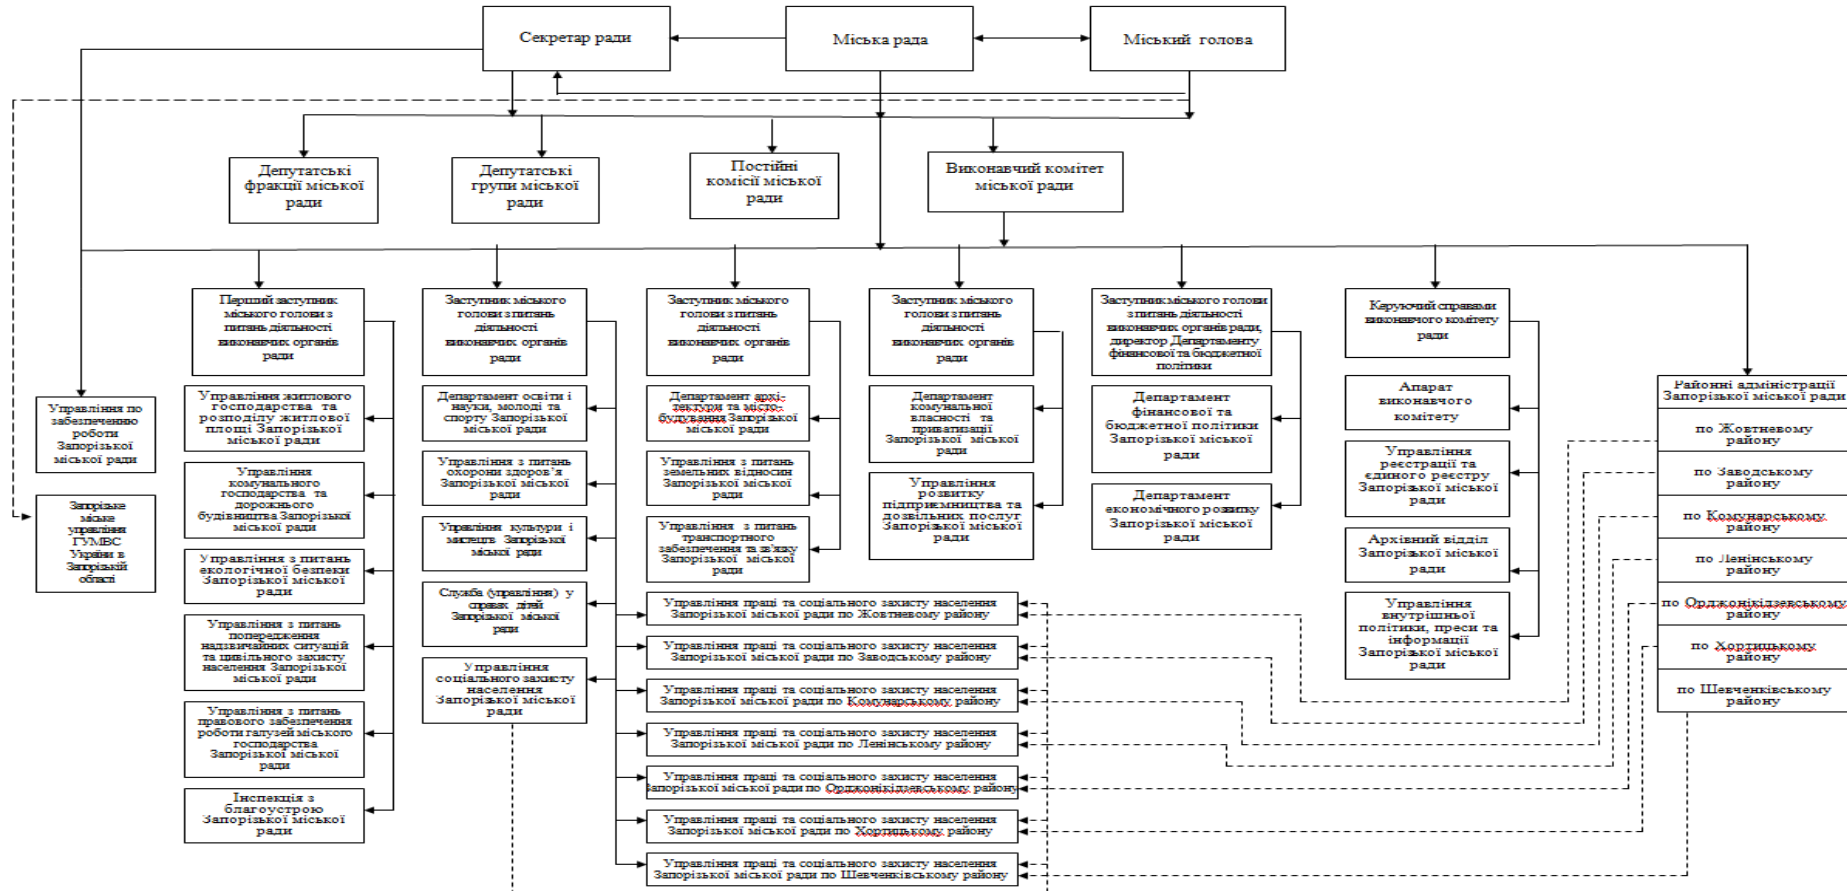 Секретар ради
Міська рада
Міський голова
Депутатські
фракції міської
ради
Депутатські
групи міської
ради
Постійні
комісії міської
ради
Виконавчий комітет
міської ради
Перший заступник
міського голови з
питань діяльності
виконавчих органів
ради
Заступник міського
голови з питань
діяльності
виконавчих органів
ради
Заступник міського
голови з питань
діяльності
виконавчих органів
ради
Заступник міського
голови з питань
діяльності
виконавчих органів
ради
Заступник міського голови
з питань діяльності
виконавчих органів ради,
директор Департаменту
фінансової та бюджетної
політики
Керуючий справами
виконавчого комітету
ради
Управління по
забезпеченню
роботи
Запорізької
міської ради
Запорізьке
міське
управління
ГУМВС
України в
Запорізькій
області
Управління житлового
господарства та
розподілу житлової
площі Запорізької
міської ради
Управління
комунального
господарства та
дорожнього
будівництва Запорізької
міської ради
Управління з питань
екологічної безпеки
Запорізької міської
ради
Управління з питань
попередження
надзвичайних ситуацій
та цивільного захисту
населення Запорізької
міської ради
Управління з питань
правового забезпечення
роботи галузей міського
господарства
Запорізької міської
ради
Інспекція з
благоустрою
Запорізької міської
ради
Департамент освіти і
науки, молоді та
спорту Запорізької
міської ради
Управління з питань
охорони здоров'я
Запорізької міської
ради
Управління культури і
мистецтв Запорізької
міської ради
Служба (управління) у
справах дітей
Запорізької міської
ради
Управління
соціального захисту
населення
Запорізької міської
ради
Департамент архі-
тектури та місто-
будування Запорізької
міської ради
Управління з питань
земельних відносин
Запорізької міської
ради
Управління з питань
транспортного
забезпечення та зв'язку
Запорізької міської
ради
Управління праці та соціального захисту населення
Запорізької міської ради по Жовтневому району
Управління праці та соціального захисту населення
Запорізької міської ради по Заводському району
Управління праці та соціального захисту населення
Запорізької міської ради по Комунарському району
Управління праці та соціального захисту населення
Запорізької міської ради по Ленінському району
Управління праці та соціального захисту населення
Запорізької міської ради по Орджонікідзевському району
Управління праці та соціального захисту населення
Запорізької міської ради по Хортицькому району
Управління праці та соціального захисту населення
Запорізької міської ради по Шевченківському району
Департамент
комунальної
власності та
приватизації
Запорізької міської
ради
Управління
розвитку
підприємництва та
дозвільних послуг
Запорізької міської
ради
Департамент
фінансової та
бюджетної політики
Запорізької міської
ради
Департамент
економічного розвитку
Запорізької міської
ради
Апарат
виконавчого
комітету
Управління
реєстрації та
єдиного реєстру
Запорізької міської
ради
Архівний відділ
Запорізької міської
ради
Управління
внутрішньої
політики, преси та
інформації
Запорізької міської
ради
Районні адміністрації
Запорізької міської ради
по Жовтневому
району
по Заводському
району
по Комунарському
району
по Ленінському
району
по Орджонікідзевському
району
по Хортицькому
району
по Шевченківському
району